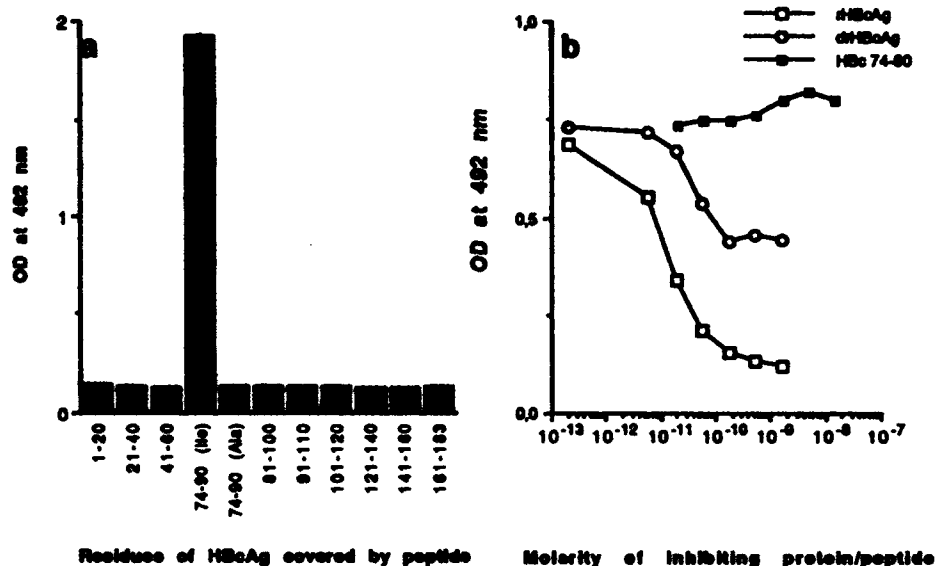 a
2
1
0
OD at 492 nm
1-20
21-40
41-60
74-90 (Ile)
74-90 (Ala)
81-100
91-110
101-120
121-140
141-160
161-183
Residues of HBcAg covered by peptide
b
rHBcAg
drHBcAg
HBc 74-90
1,0
0,5
0,0
OD at 492 nm
10-13
10-12
10-11
10-10
10-9
10-8
10-7
Molarity of inhibiting protein/peptide